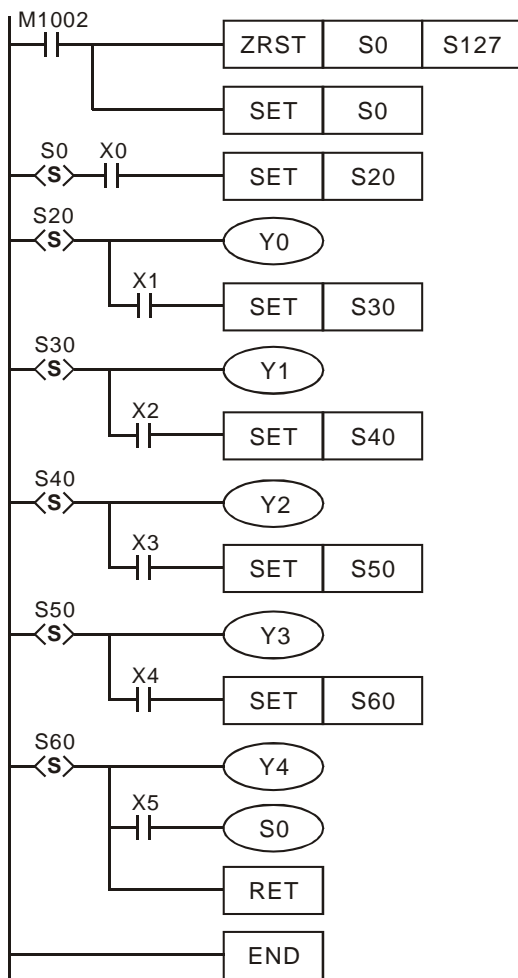 M1002
ZRST S0 S127
SET S0
S0 X0
S SET S20
S20
S Y0
X1
SET S30
S30
S Y1
X2
SET S40
S40
S Y2
X3
SET S50
S50
S Y3
X4
SET S60
S60
S Y4
X5
S0
RET
END